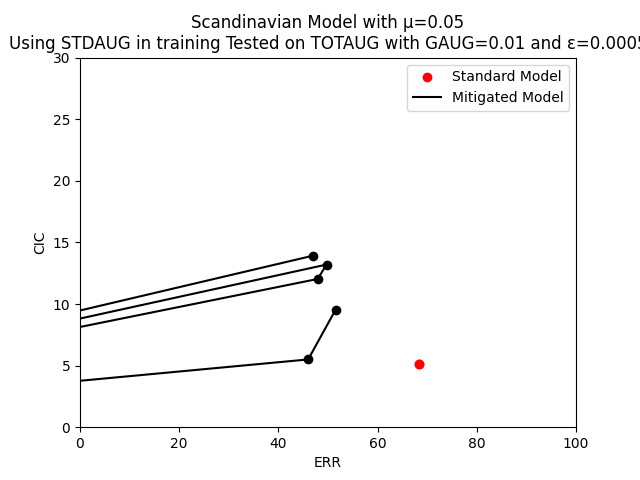 Scandinavian Model with μ=0.05
Using STDAUG in training Tested on TOTAUG with GAUG=0.01 and ε=0.0005
Standard Model
Mitigated Model
30
25
20
15
10
5
0
CIC
0 20 40 60 80 100
ERR